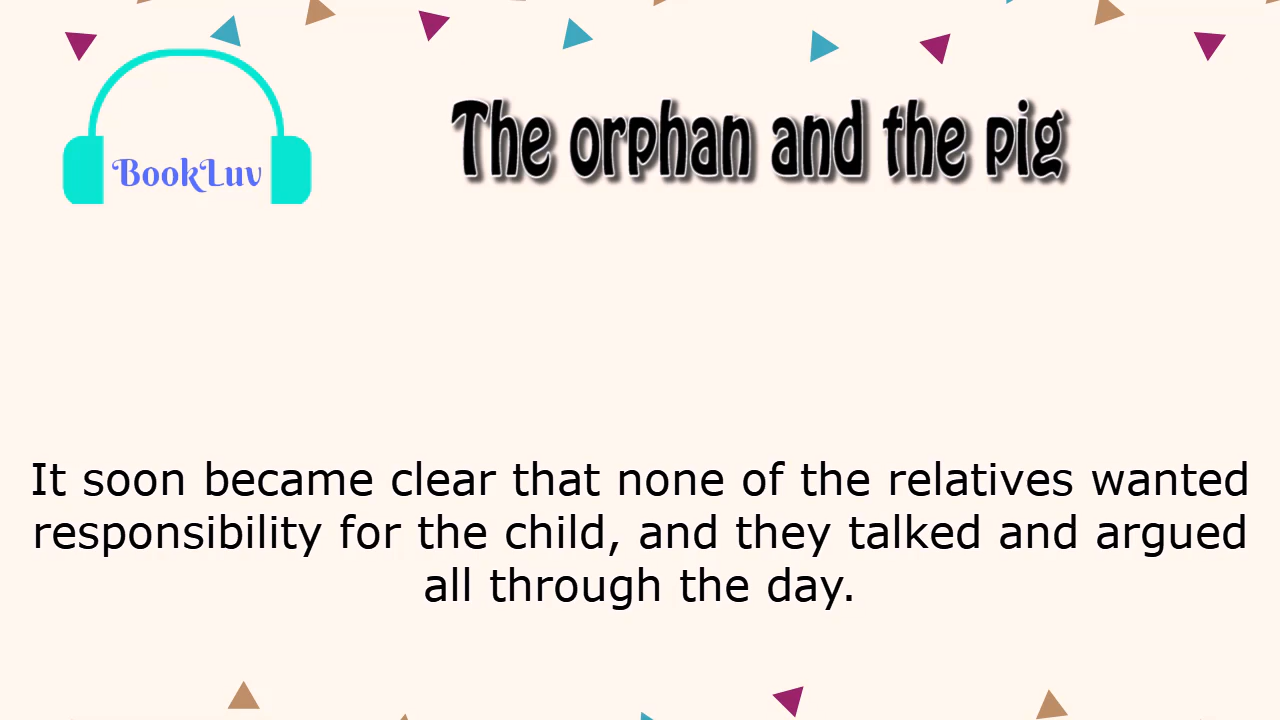 The orphan and the pig
BookLuv
It soon became clear that none of the relatives wanted
responsibility for the child, and they talked and argued
all through the day.